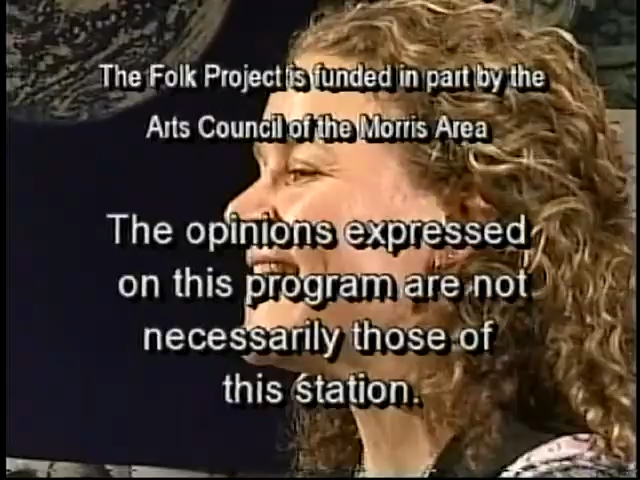 The Folk Project is funded in part by the
Arts Council of the Morris Area
The opinions expressed
on this program are not
necessarily those of
this station.